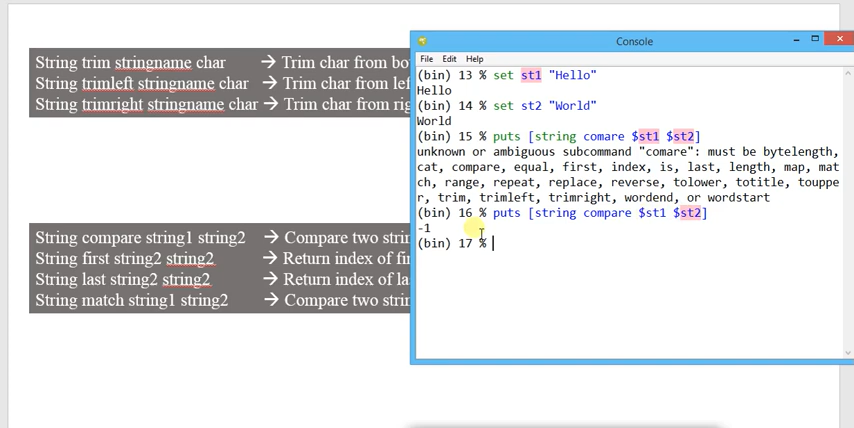 String trim stringname char → Trim char from bo
String trimleft stringname char → Trim char from lef
String trimright stringname char → Trim char from rig
String compare string1 string2 → Compare two strin
String first string2 string2 → Return index of fir
String last string2 string2 → Return index of la
String match string1 string2 → Compare two strin
Console
File Edit Help
(bin) 13 % set st1 "Hello"
Hello
(bin) 14 % set st2 "World"
World
(bin) 15 % puts [string comare $st1 $st2]
unknown or ambiguous subcommand "comare": must be bytelength,
cat, compare, equal, first, index, is, last, length, map, mat
ch, range, repeat, replace, reverse, tolower, totitle, touppe
r, trim, trimleft, trimright, wordend, or wordstart
(bin) 16 % puts [string compare $st1 $st2]
-1
(bin) 17 %